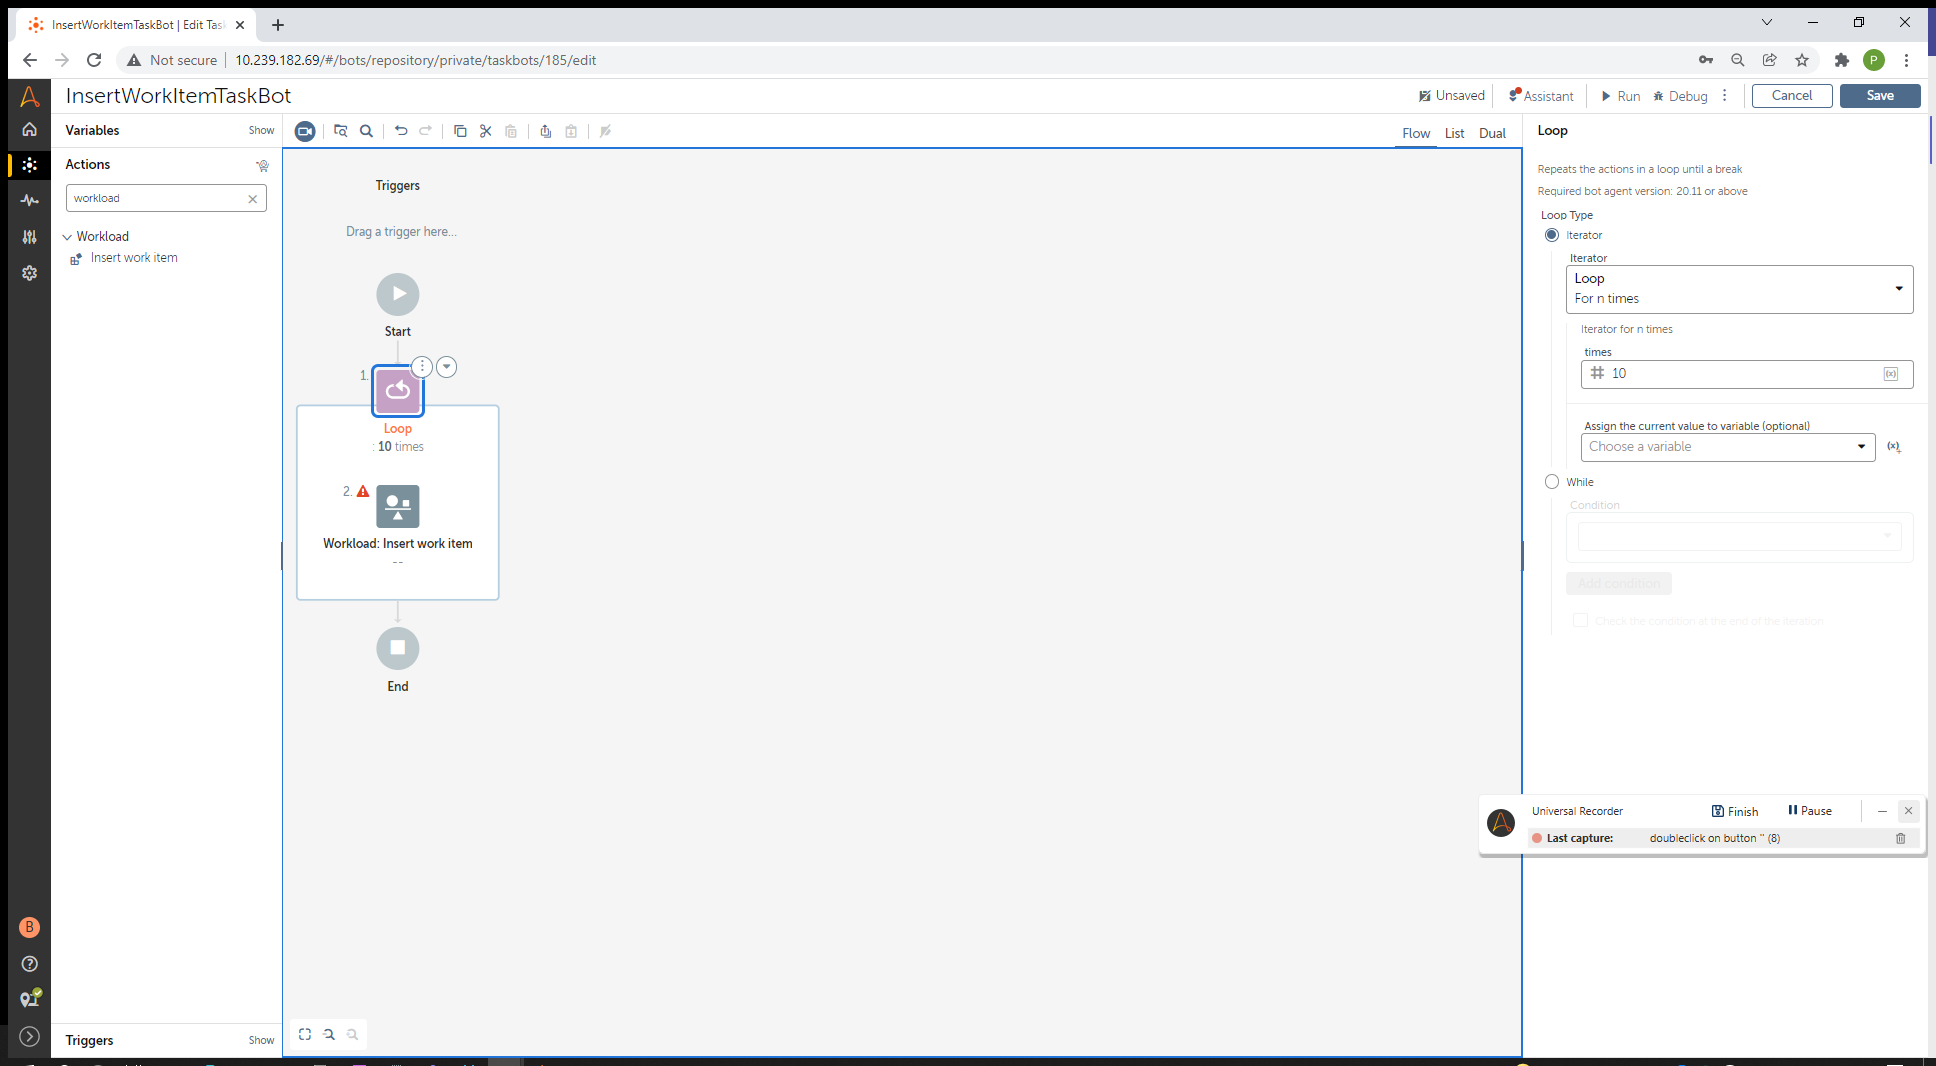 InsertWorkItemTaskBot | Edit Tas
Not secure
10.239.182.69/#/bots/repository/private/taskbots/185/edit
P
InsertWorkItemTaskBot
Unsaved
Assistant
Run
Debug
Cancel
Save
Variables
Show
Flow
List
Dual
Loop
Actions
workload
Workload
Insert work item
Triggers
Drag a trigger here...
Start
1.
Loop
: 10 times
2.
Workload: Insert work item
--
End
Repeats the actions in a loop until a break
Required bot agent version: 20.11 or above
Loop Type
Iterator
Iterator
Loop
For n times
Iterator for n times
times
# 10
(x)
Assign the current value to variable (optional)
Choose a variable
(x)+
While
Condition
Add condition
Check the condition at the end of the iteration
Universal Recorder
Finish
Pause
Last capture:
doubleclick on button '' (8)
B
Triggers
Show